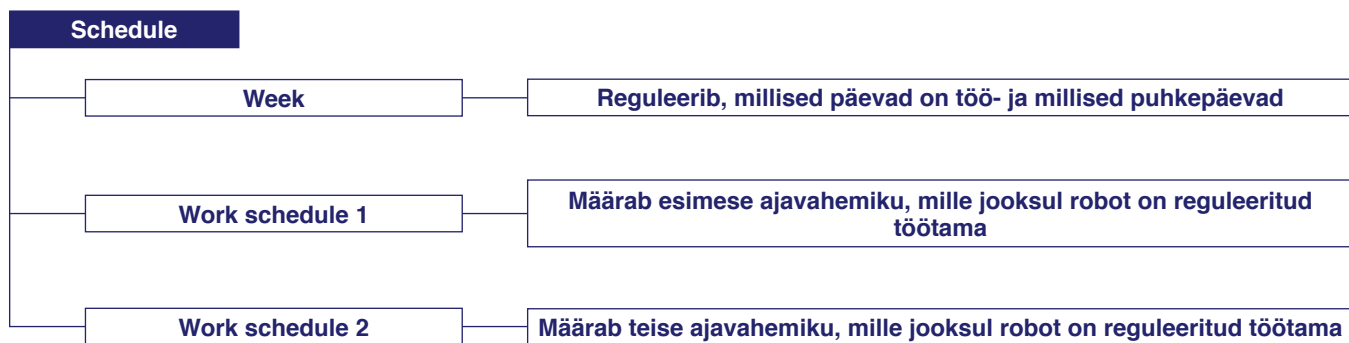 Schedule
Week
Reguleerib, millised päevad on töö- ja millised puhkepäevad
Work schedule 1
Määrab esimese ajavahemiku, mille jooksul robot on reguleeritud
töötama
Work schedule 2
Määrab teise ajavahemiku, mille jooksul robot on reguleeritud töötama